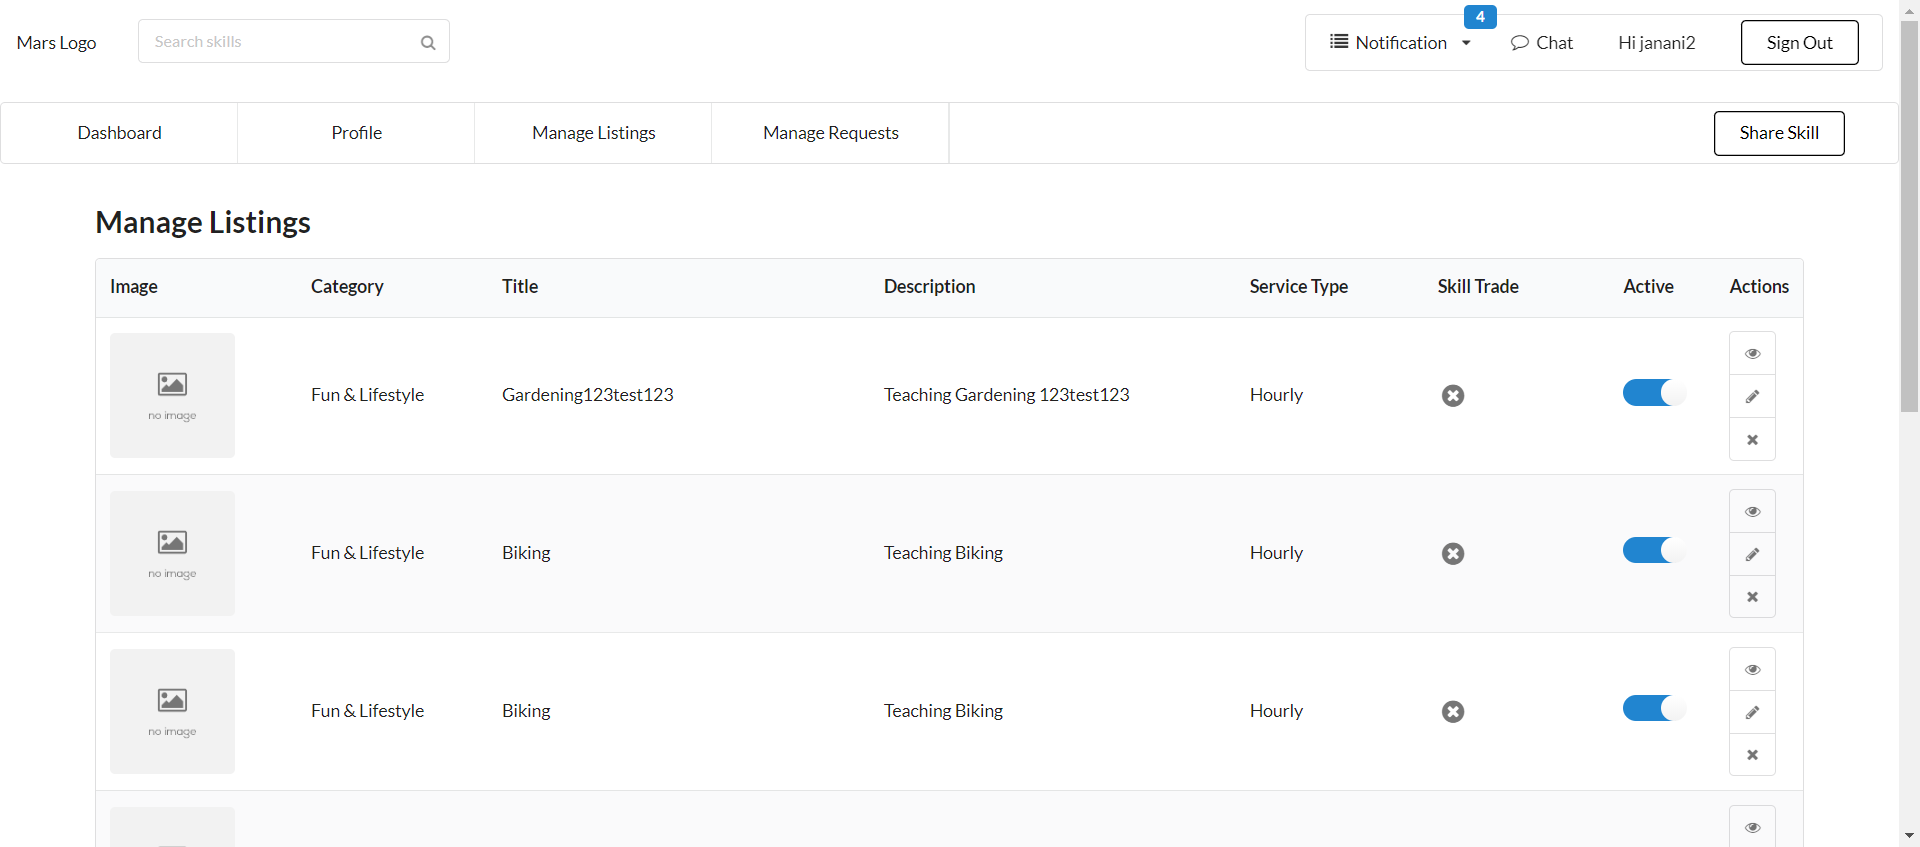 Mars Logo
Search skills
4
Notification
Chat
Hi janani2
Sign Out
Dashboard
Profile
Manage Listings
Manage Requests
Share Skill
Manage Listings
Image Category Title Description Service Type Skill Trade Active Actions
no image
Fun & Lifestyle Gardening123test123 Teaching Gardening 123test123 Hourly
no image
Fun & Lifestyle Biking Teaching Biking Hourly
no image
Fun & Lifestyle Biking Teaching Biking Hourly